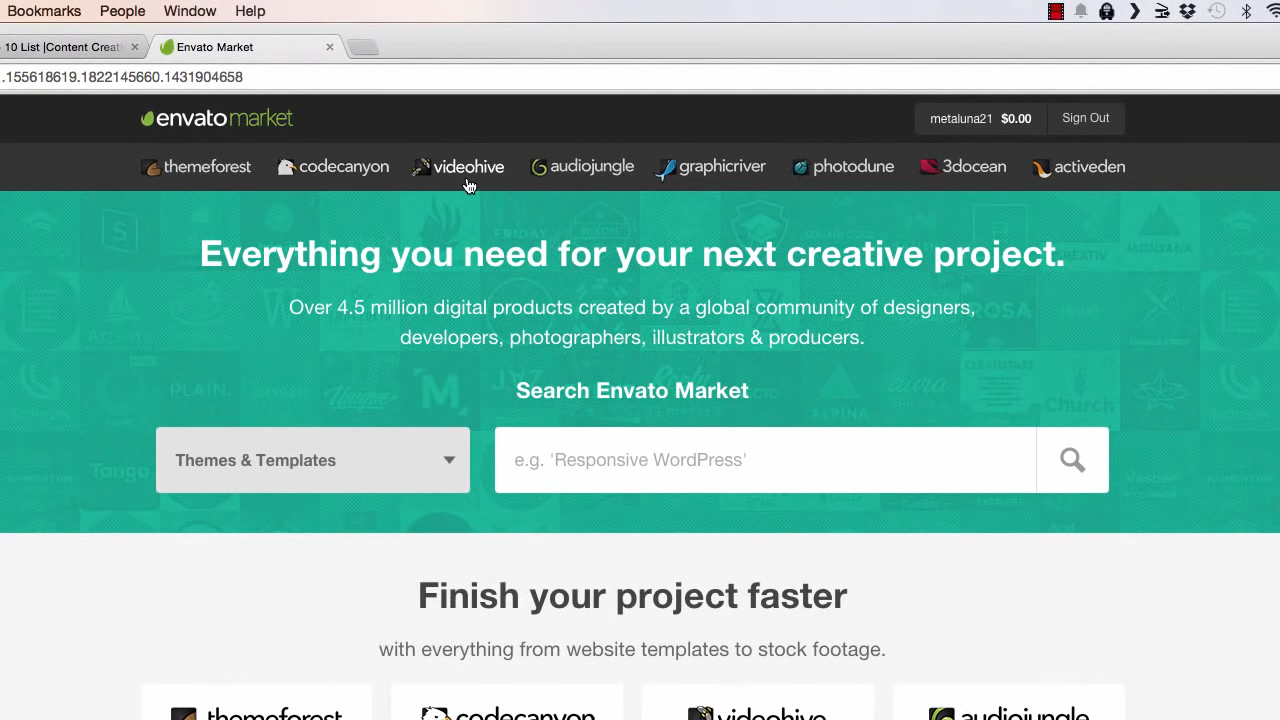 Bookmarks People Window Help
10 List |Content Creati
Envato Market
.155618619.1822145660.1431904658
envatomarket
metaluna21 $0.00 Sign Out
themeforest codecanyon videohive audiojungle graphicriver photodune 3docean activeden
Everything you need for your next creative project.
Over 4.5 million digital products created by a global community of designers,
developers, photographers, illustrators & producers.
Search Envato Market
Themes & Templates
e.g. 'Responsive WordPress'
Finish your project faster
with everything from website templates to stock footage.
themeforest codecanyon videohive audiojungle